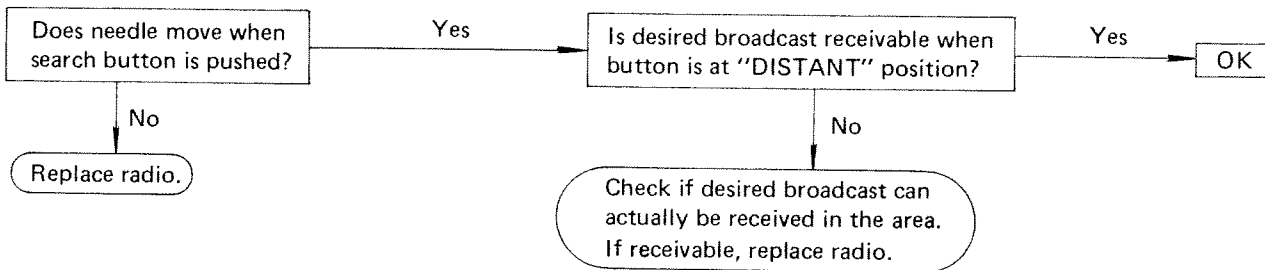 Does needle move when
search button is pushed?
Yes
Is desired broadcast receivable when
button is at "DISTANT" position?
Yes
OK
No
Replace radio.
No
Check if desired broadcast can
actually be received in the area.
If receivable, replace radio.